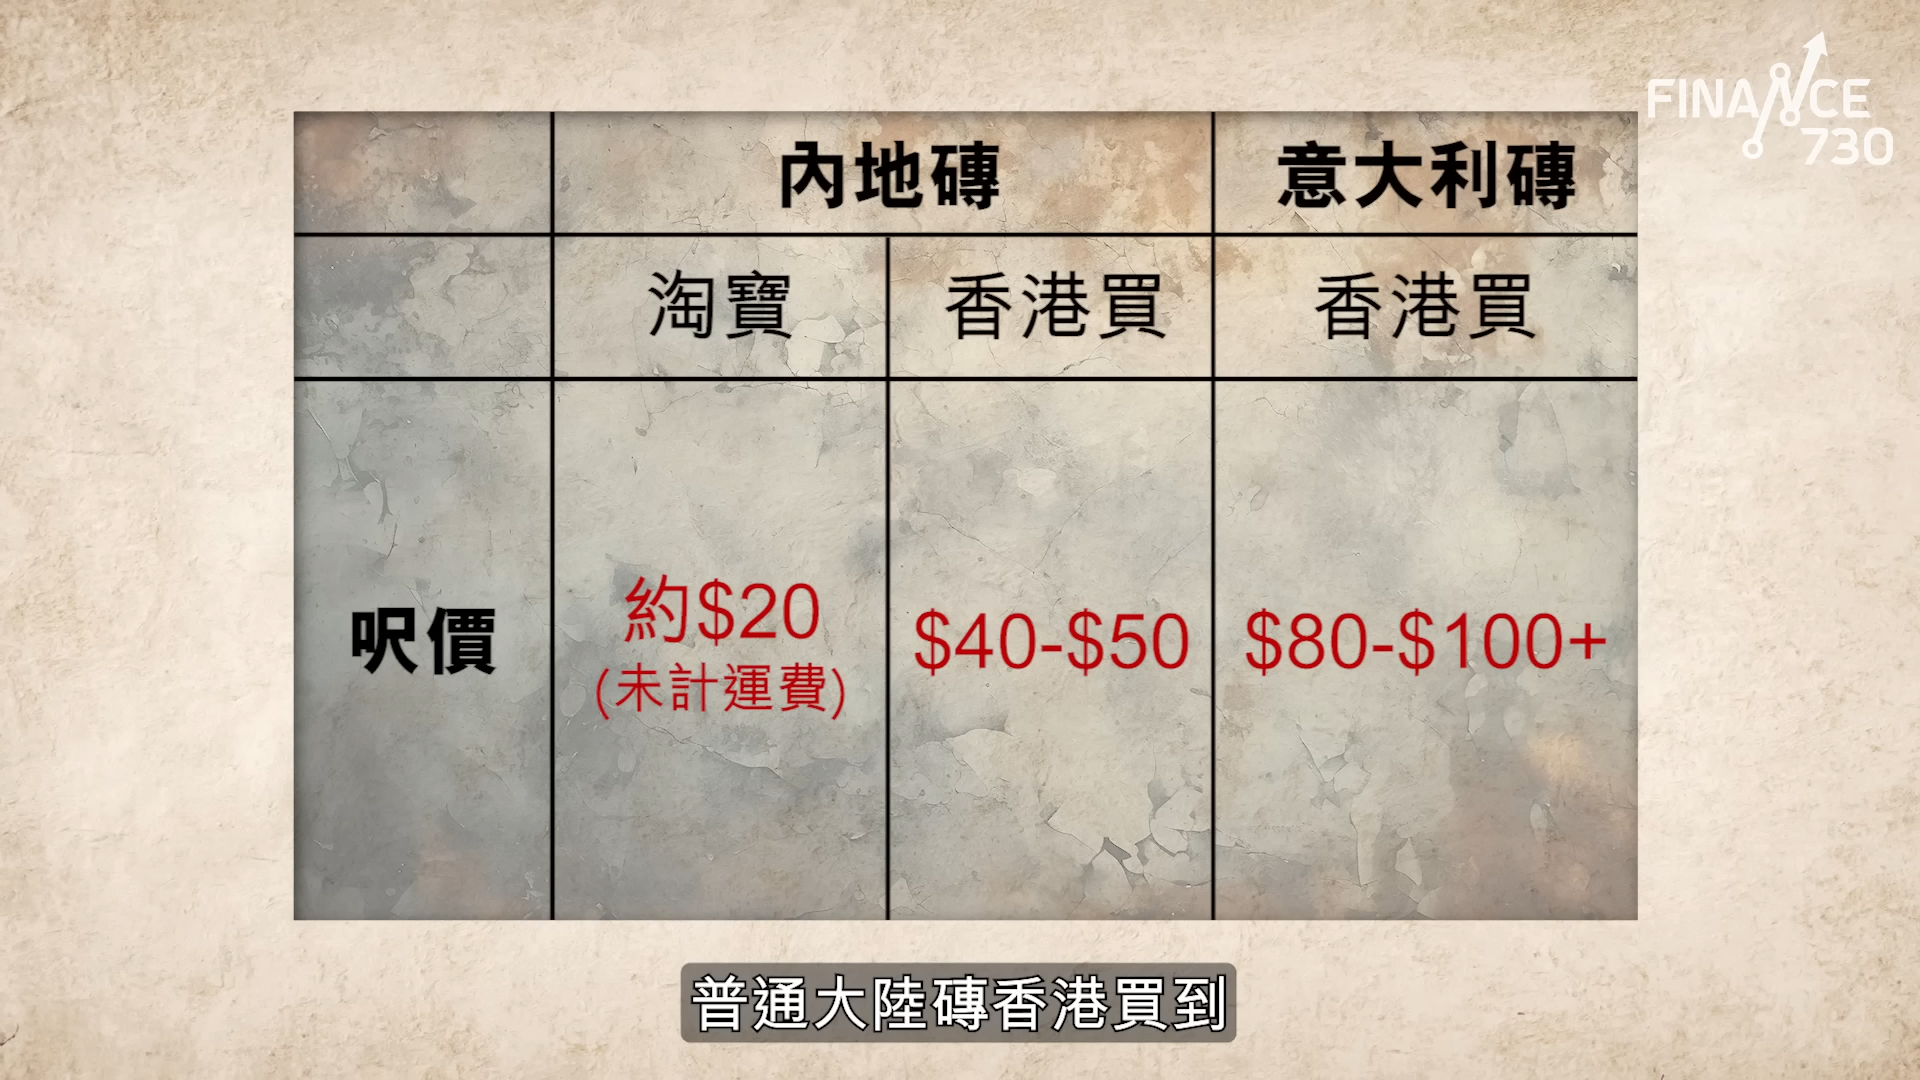 FINANCE
730
內地磚
意大利磚
淘寶
香港買
香港買
呎價
約$20
(未計運費)
$40-$50
$80-$100+
普通大陸磚香港買到